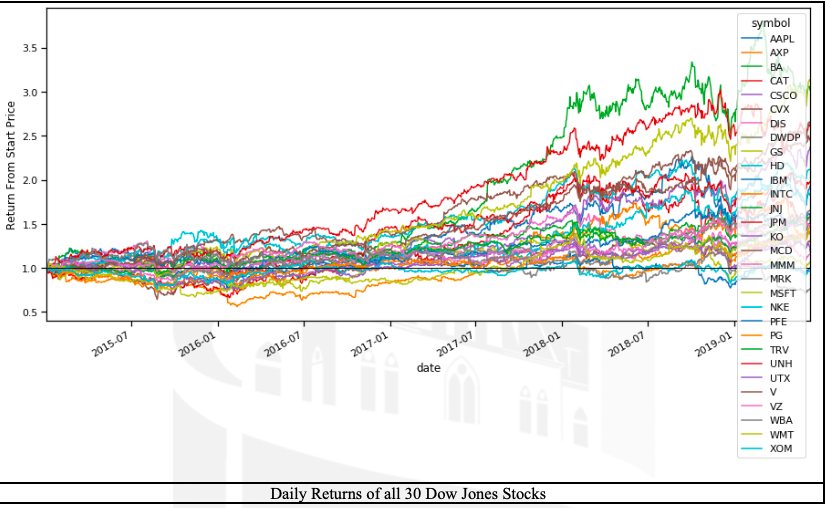 symbol
AAPL
AXP
BA
CAT
CSCO
CVX
DIS
DWDP
GS
HD
IBM
INTC
JNJ
JPM
KO
MCD
MMM
MRK
MSFT
NKE
PFE
PG
TRV
UNH
UTX
V
VZ
WBA
WMT
XOM
Return From Start Price
3.5
3.0
2.5
2.0
1.5
1.0
0.5
2015-07
2016-01
2016-07
2017-01
2017-07
2018-01
2018-07
2019-01
date
Daily Returns of all 30 Dow Jones Stocks